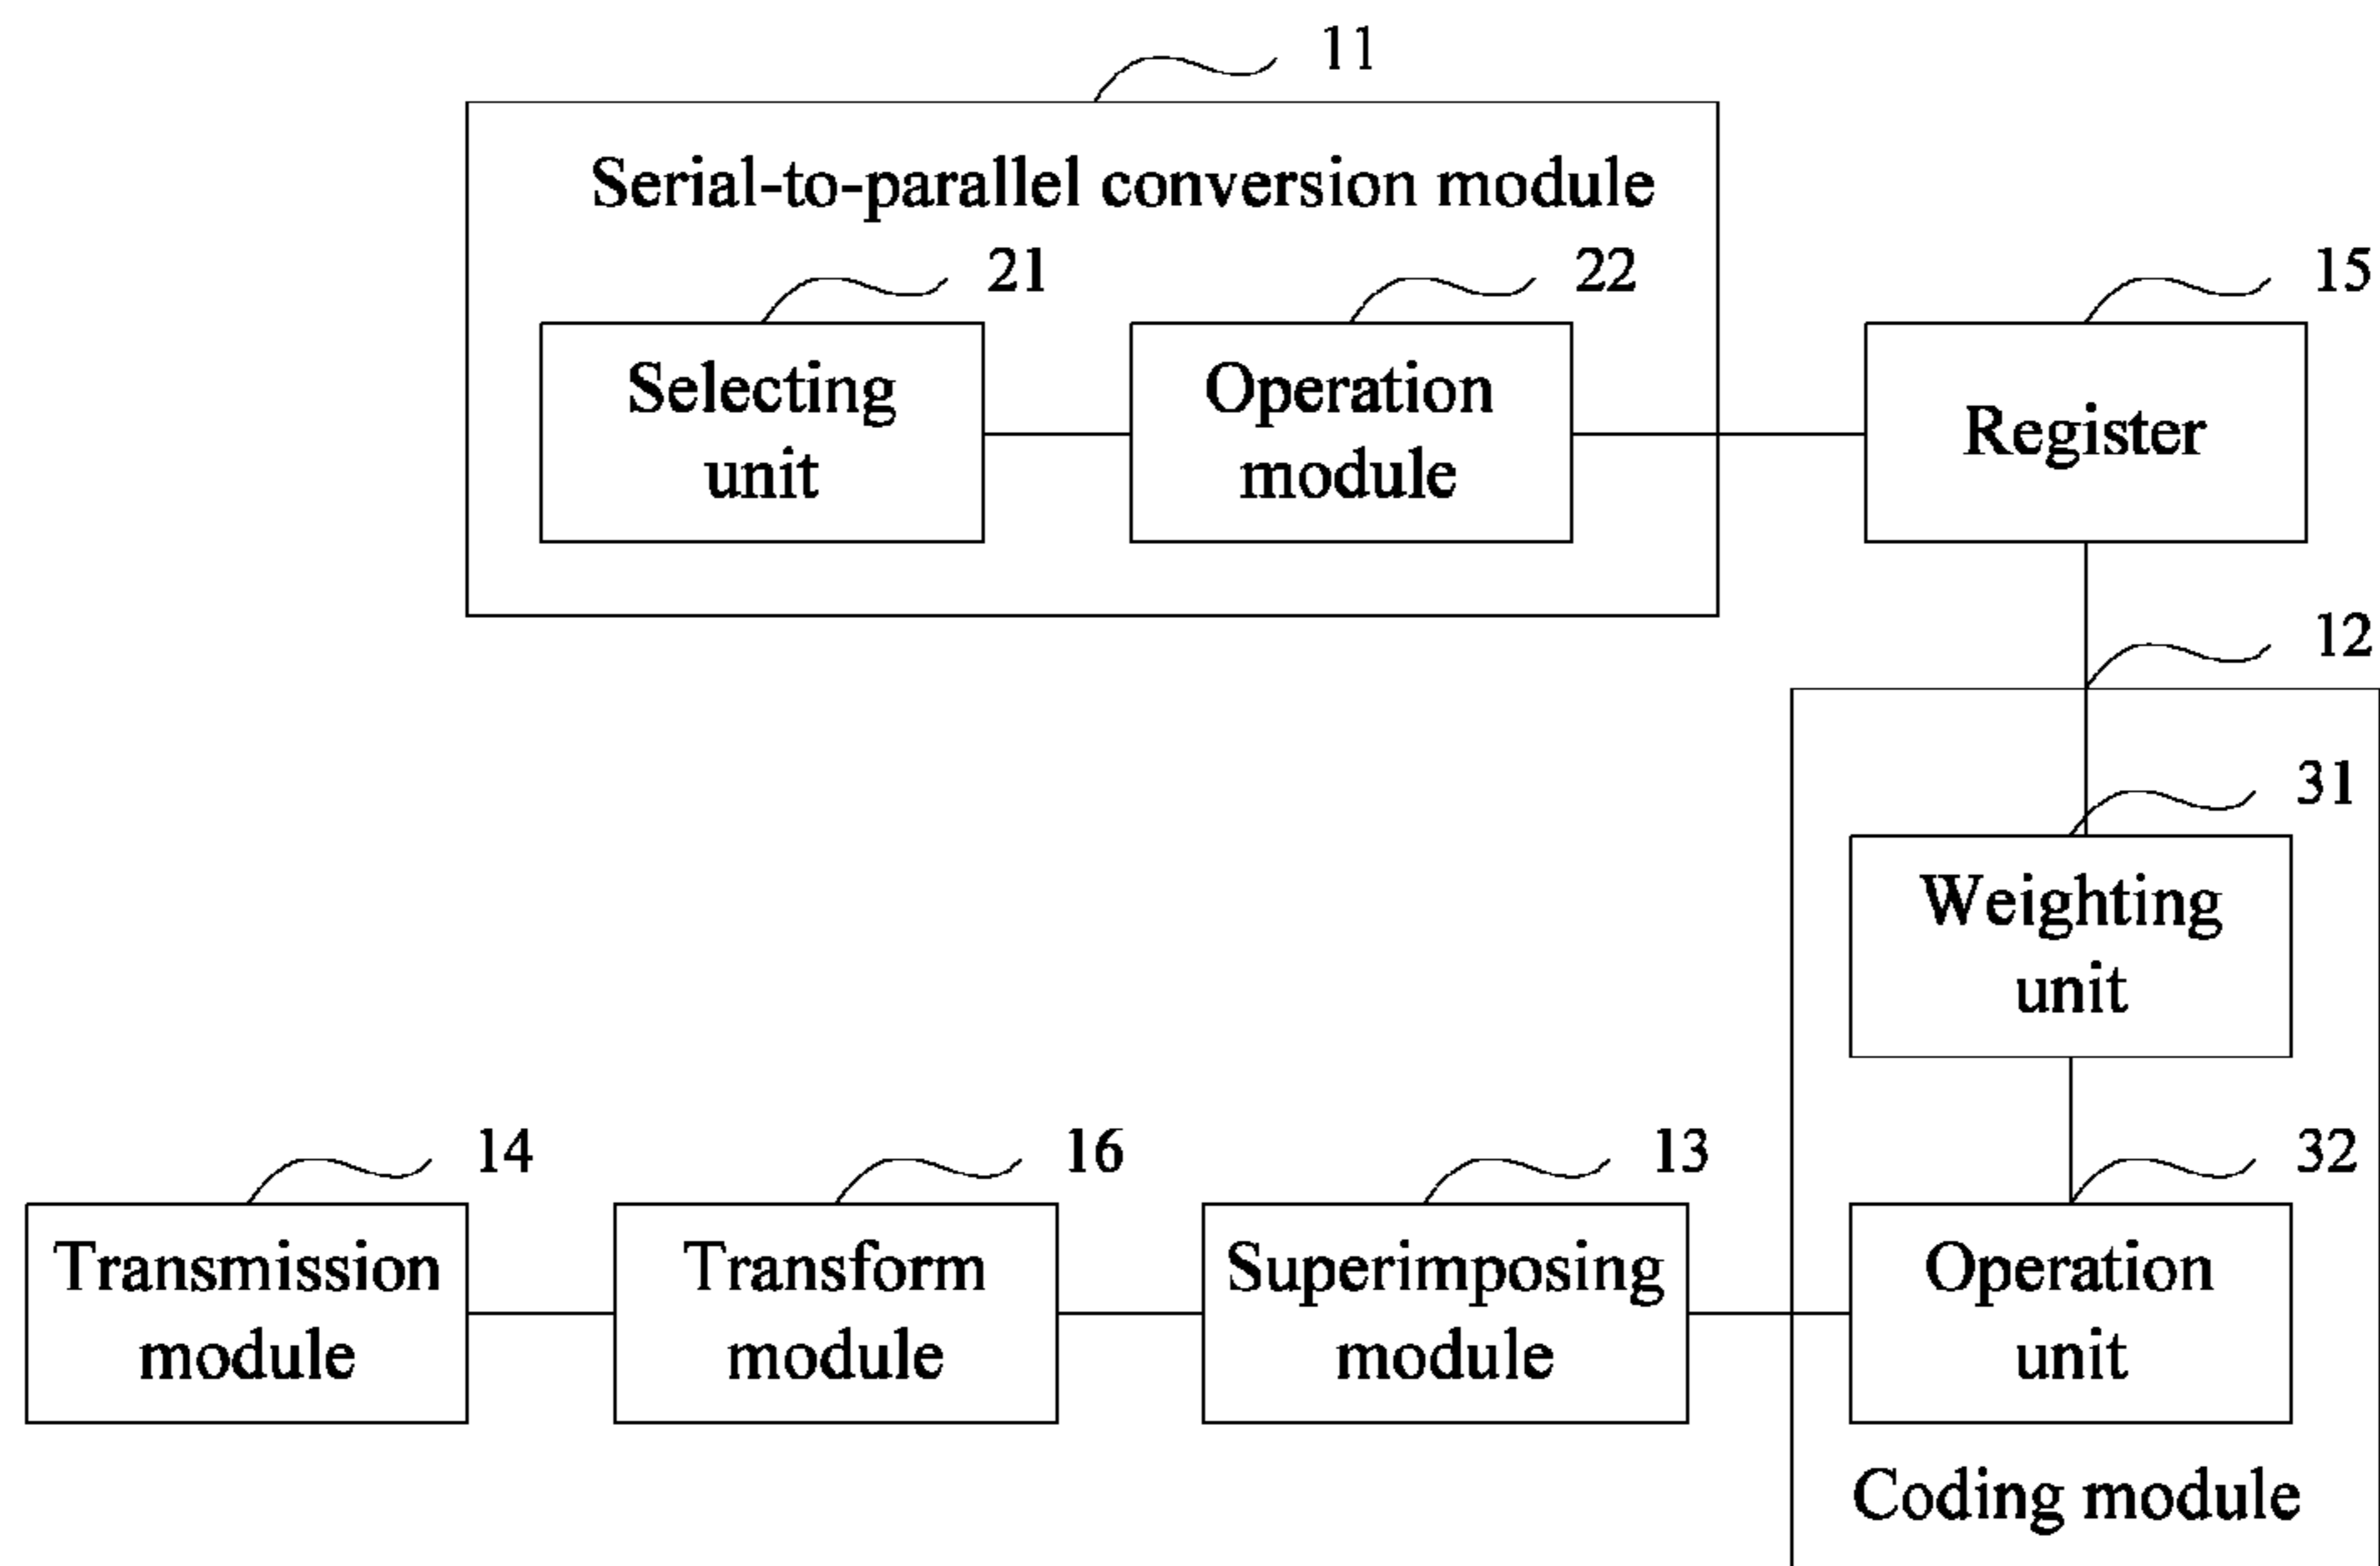 11
Serial-to-parallel conversion module
21
22
15
Selecting
unit
Operation
module
Register
12
31
Weighting
unit
14
16
13
32
Transmission
module
Transform
module
Superimposing
module
Operation
unit
Coding module